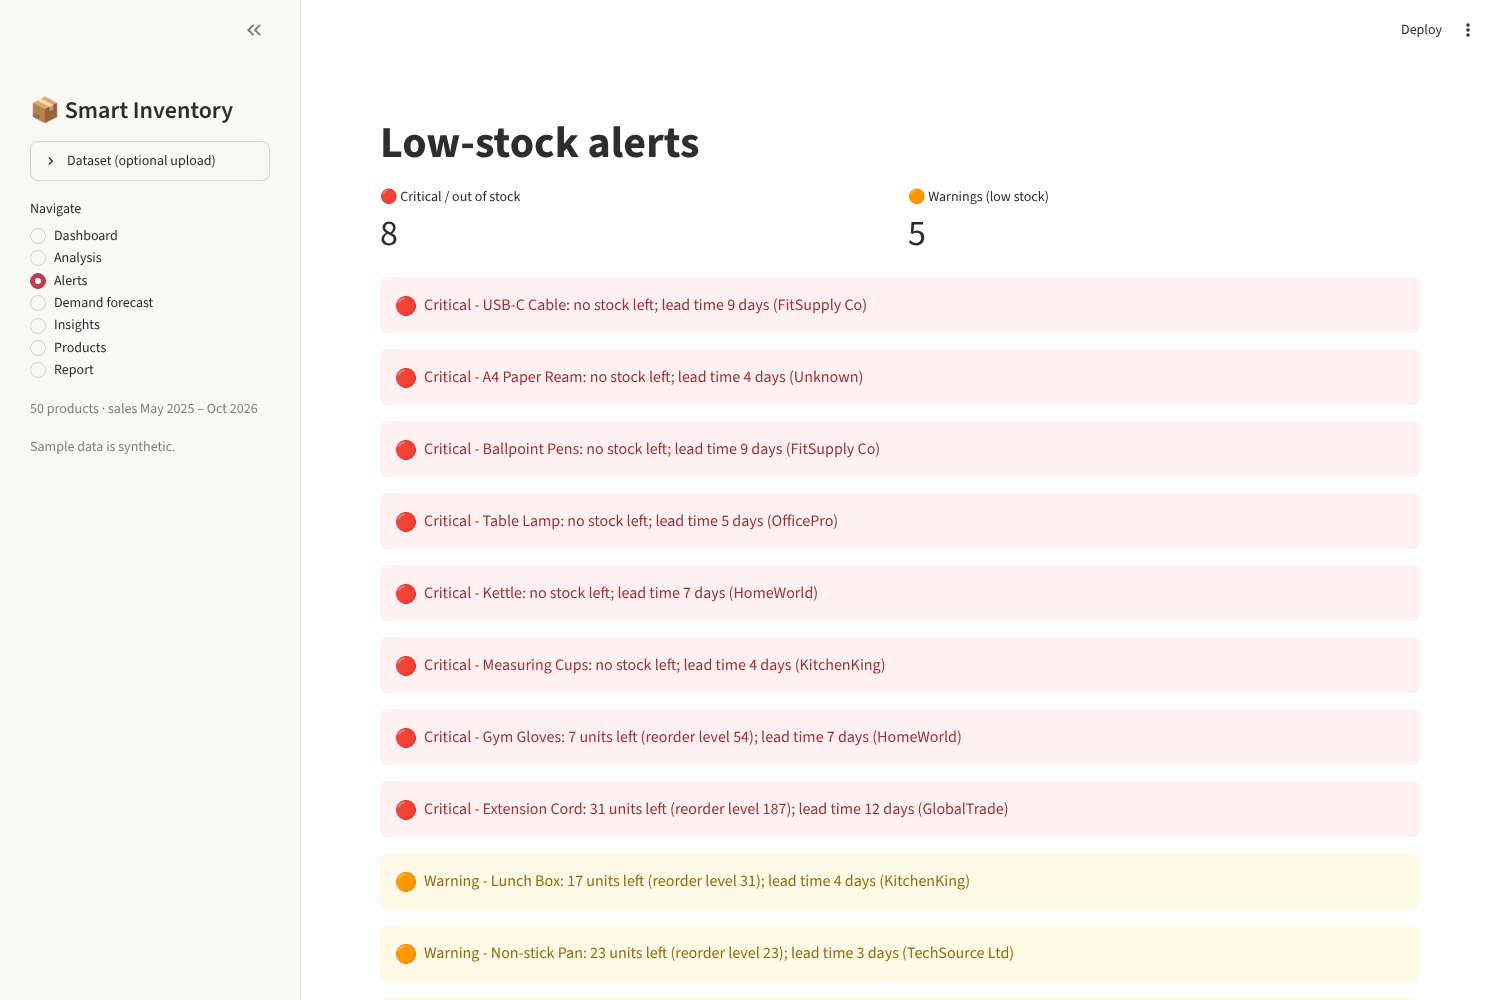 Deploy
Smart Inventory
Dataset (optional upload)
Navigate
Dashboard
Analysis
Alerts
Demand forecast
Insights
Products
Report
50 products · sales May 2025 – Oct 2026
Sample data is synthetic.
Low-stock alerts
Critical / out of stock
8
Warnings (low stock)
5
Critical - USB-C Cable: no stock left; lead time 9 days (FitSupply Co)
Critical - A4 Paper Ream: no stock left; lead time 4 days (Unknown)
Critical - Ballpoint Pens: no stock left; lead time 9 days (FitSupply Co)
Critical - Table Lamp: no stock left; lead time 5 days (OfficePro)
Critical - Kettle: no stock left; lead time 7 days (HomeWorld)
Critical - Measuring Cups: no stock left; lead time 4 days (KitchenKing)
Critical - Gym Gloves: 7 units left (reorder level 54); lead time 7 days (HomeWorld)
Critical - Extension Cord: 31 units left (reorder level 187); lead time 12 days (GlobalTrade)
Warning - Lunch Box: 17 units left (reorder level 31); lead time 4 days (KitchenKing)
Warning - Non-stick Pan: 23 units left (reorder level 23); lead time 3 days (TechSource Ltd)